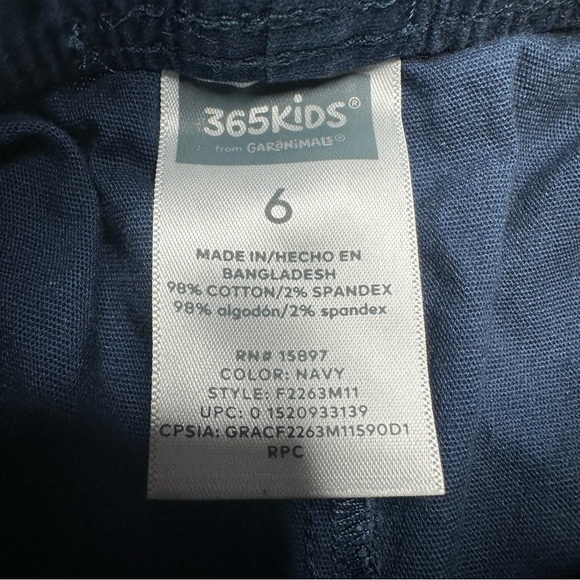 365KiDS®
from GARANIMALS®
6
MADE IN/HECHO EN
BANGLADESH
98% COTTON/2% SPANDEX
98% algodón/2% spandex
RN# 15897
COLOR: NAVY
STYLE: F2263M11
UPC: 0 1520933139
CPSIA: GRACF2263M11590D1
RPC